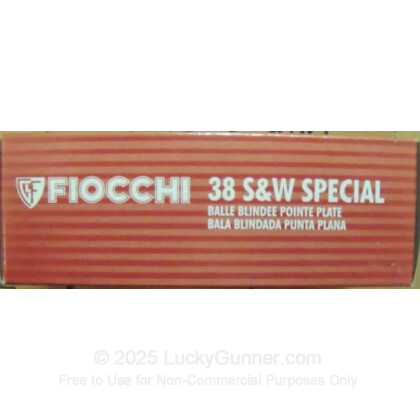 FIOCCHI
38 S&W SPECIAL
BALLE BLINDEE POINTE PLATE
BALA BLINDADA PUNTA PLANA
© 2025 LuckyGunner.com
Free to Use for Non-Commercial Purposes Only